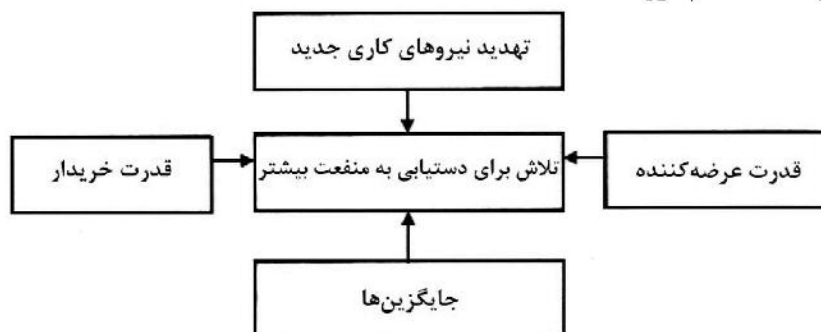 تهدید نیروهای کاری جدید
قدرت عرضه‌کننده
تلاش برای دستیابی به منفعت بیشتر
قدرت خریدار
جایگزین‌ها